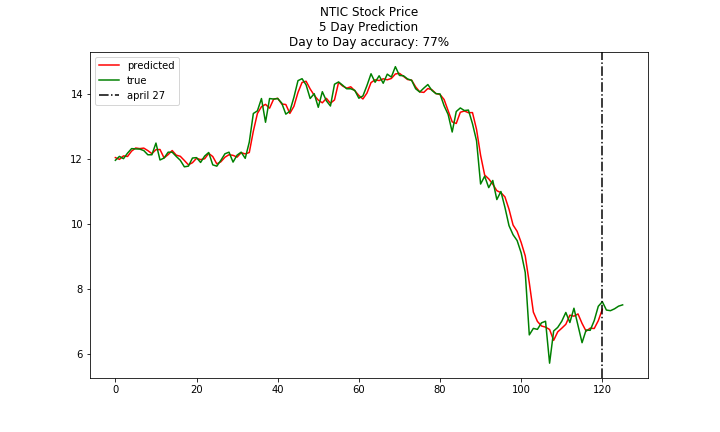 NTIC Stock Price
5 Day Prediction
Day to Day accuracy: 77%
predicted
true
april 27
14
12
10
8
6
0 20 40 60 80 100 120